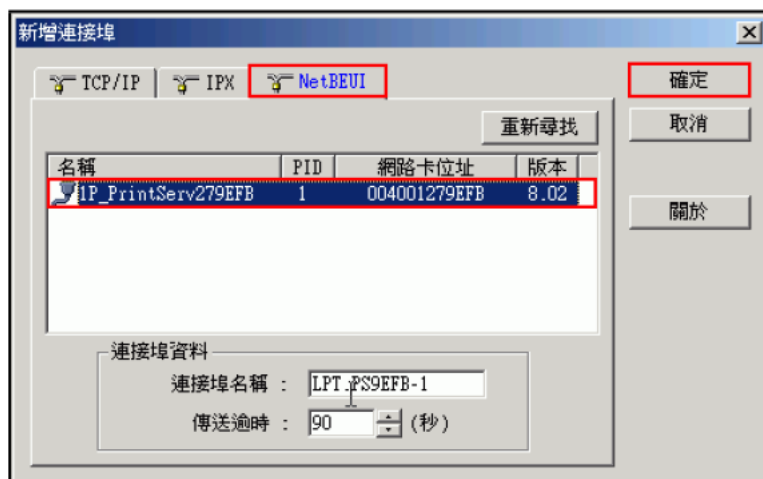 新增連接埠
TCP/IP IPX NetBEUI 確定
重新尋找 取消
名稱 PID 網路卡位址 版本
1P_PrintServ279EFB 1 004001279EFB 8.02
關於
連接埠資料
連接埠名稱 : LPT.PS9EFB-1
傳送逾時 : 90 (秒)